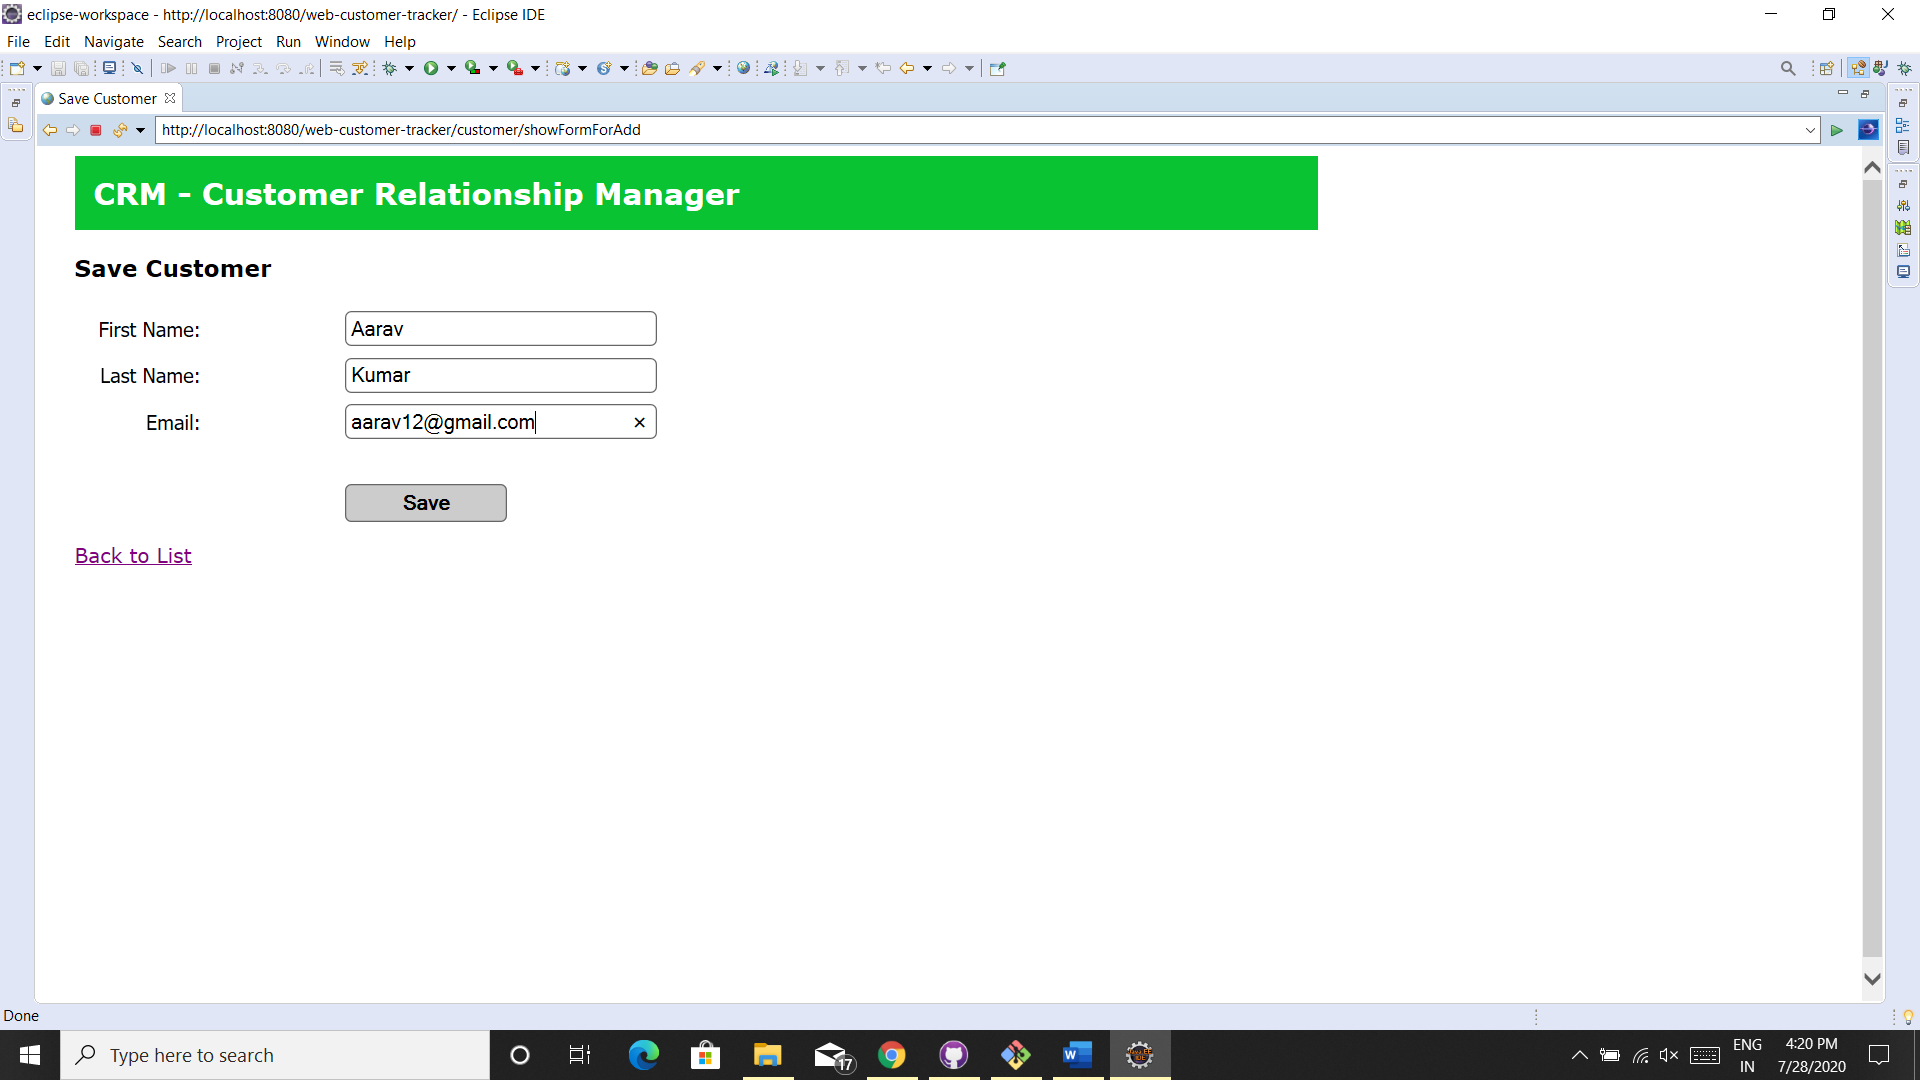 eclipse-workspace - http://localhost:8080/web-customer-tracker/ - Eclipse IDE
File Edit Navigate Search Project Run Window Help
Save Customer
http://localhost:8080/web-customer-tracker/customer/showFormForAdd
CRM - Customer Relationship Manager
Save Customer
First Name: Aarav
Last Name: Kumar
Email: aarav12@gmail.com
Save
Back to List
Done
Type here to search
17
ENG
IN
4:20 PM
7/28/2020